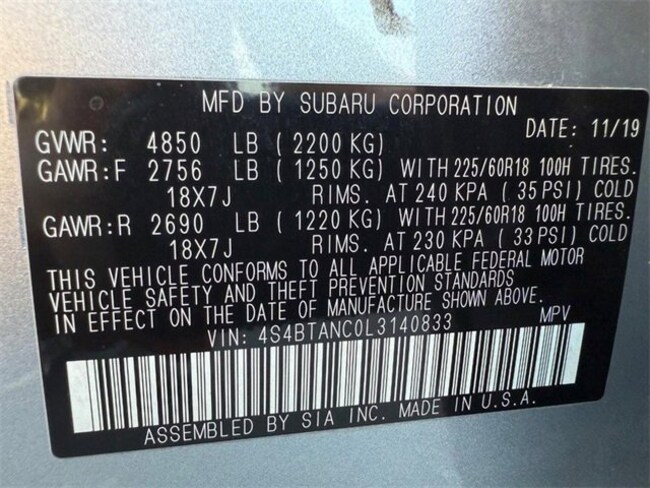 MFD BY SUBARU CORPORATION
DATE: 11/19
GVWR: 4850 LB ( 2200 KG)
GAWR:F 2756 LB ( 1250 KG) WITH 225/60R18 100H TIRES.
18X7J RIMS. AT 240 KPA ( 35 PSI) COLD
GAWR:R 2690 LB ( 1220 KG) WITH 225/60R18 100H TIRES.
18X7J RIMS. AT 230 KPA ( 33 PSI) COLD
THIS VEHICLE CONFORMS TO ALL APPLICABLE FEDERAL MOTOR
VEHICLE SAFETY AND THEFT PREVENTION STANDARDS
IN EFFECT ON THE DATE OF MANUFACTURE SHOWN ABOVE.
VIN: 4S4BTANC0L3140833 MPV
ASSEMBLED BY SIA INC. MADE IN U.S.A.